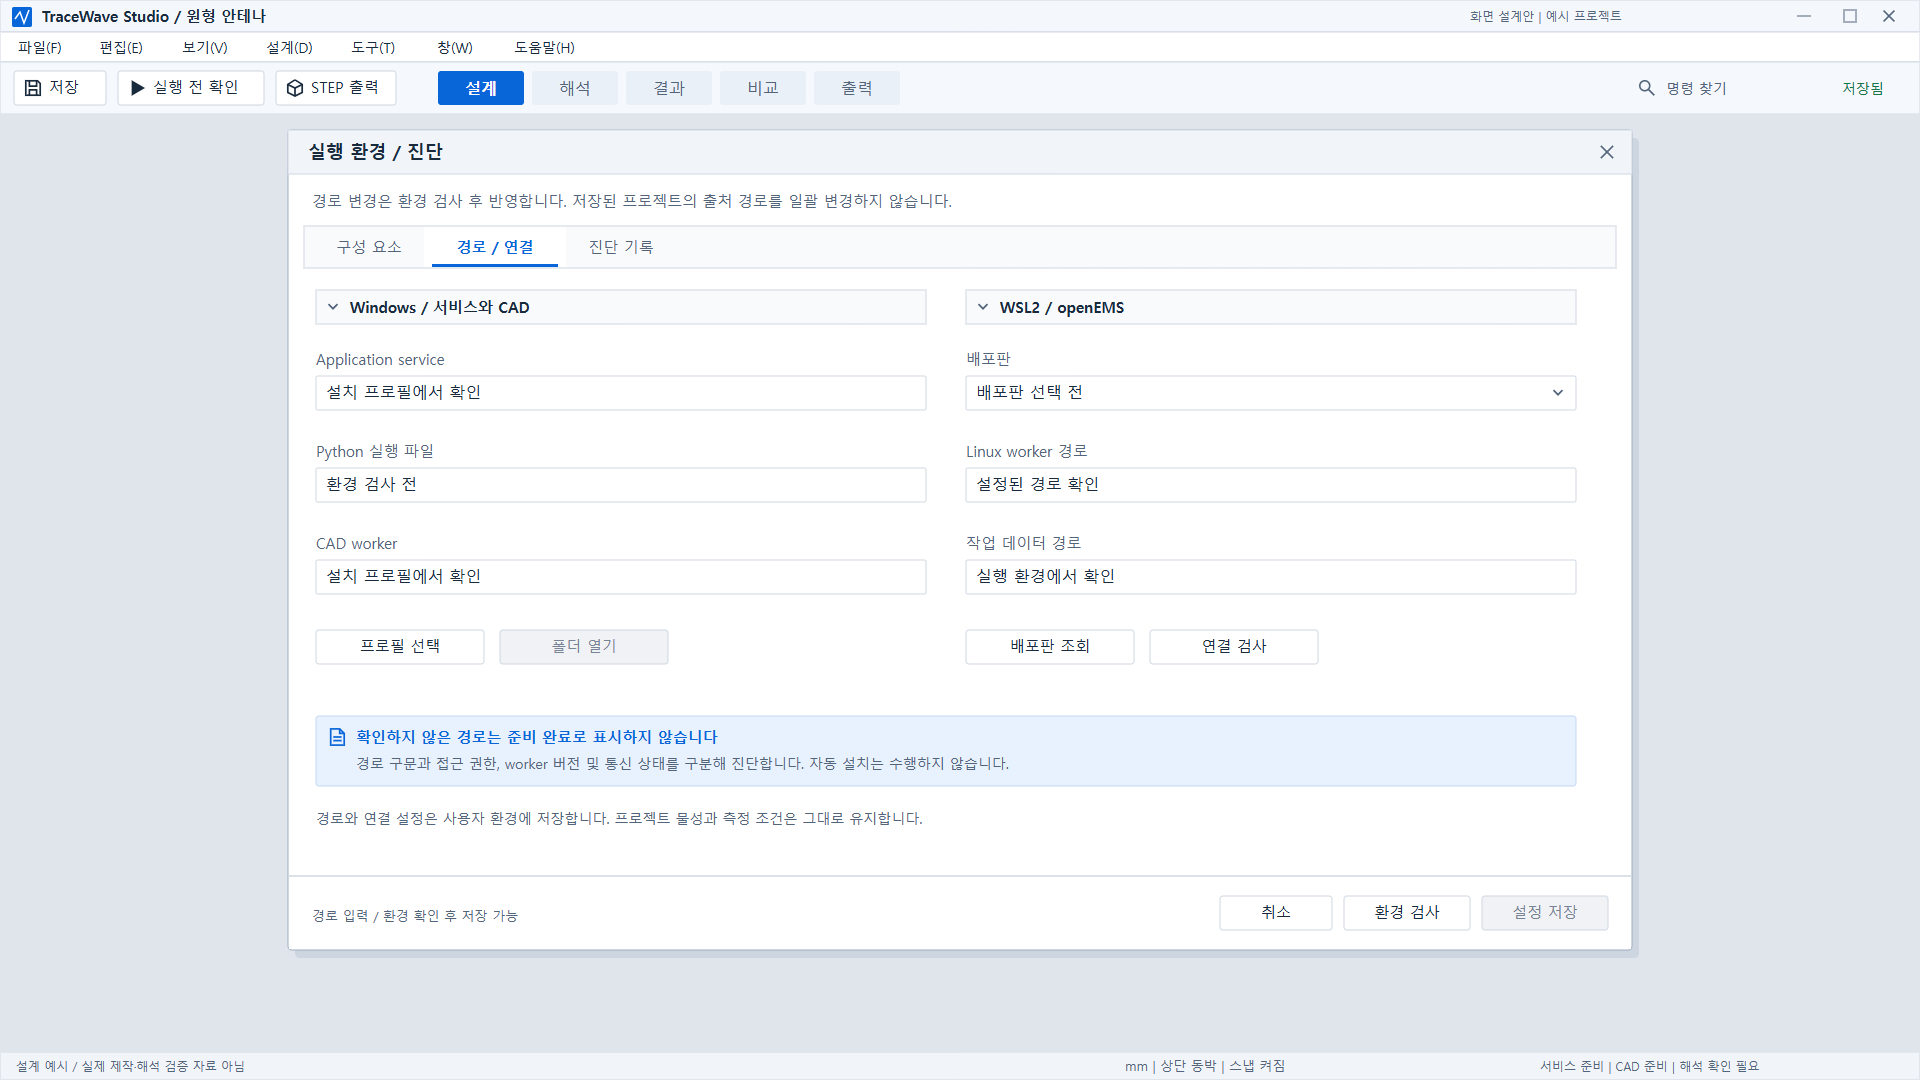 TraceWave Studio / 원형 안테나
화면 설계안 | 예시 프로젝트
파일(F) 편집(E) 보기(V) 설계(D) 도구(T) 창(W) 도움말(H)
저장 실행 전 확인 STEP 출력 설계 해석 결과 비교 출력 명령 찾기 저장됨
실행 환경 / 진단
경로 변경은 환경 검사 후 반영합니다. 저장된 프로젝트의 출처 경로를 일괄 변경하지 않습니다.
구성 요소 경로 / 연결 진단 기록
Windows / 서비스와 CAD
Application service
설치 프로필에서 확인
Python 실행 파일
환경 검사 전
CAD worker
설치 프로필에서 확인
프로필 선택 폴더 열기
WSL2 / openEMS
배포판
배포판 선택 전
Linux worker 경로
설정된 경로 확인
작업 데이터 경로
실행 환경에서 확인
배포판 조회 연결 검사
확인하지 않은 경로는 준비 완료로 표시하지 않습니다
경로 구문과 접근 권한, worker 버전 및 통신 상태를 구분해 진단합니다. 자동 설치는 수행하지 않습니다.
경로와 연결 설정은 사용자 환경에 저장합니다. 프로젝트 물성과 측정 조건은 그대로 유지합니다.
경로 입력 / 환경 확인 후 저장 가능
취소 환경 검사 설정 저장
설계 예시 / 실제 제작·해석 검증 자료 아님
mm | 상단 동박 | 스냅 켜짐
서비스 준비 | CAD 준비 | 해석 확인 필요